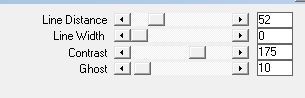 Line Distance 52
Line Width 0
Contrast 175
Ghost 10